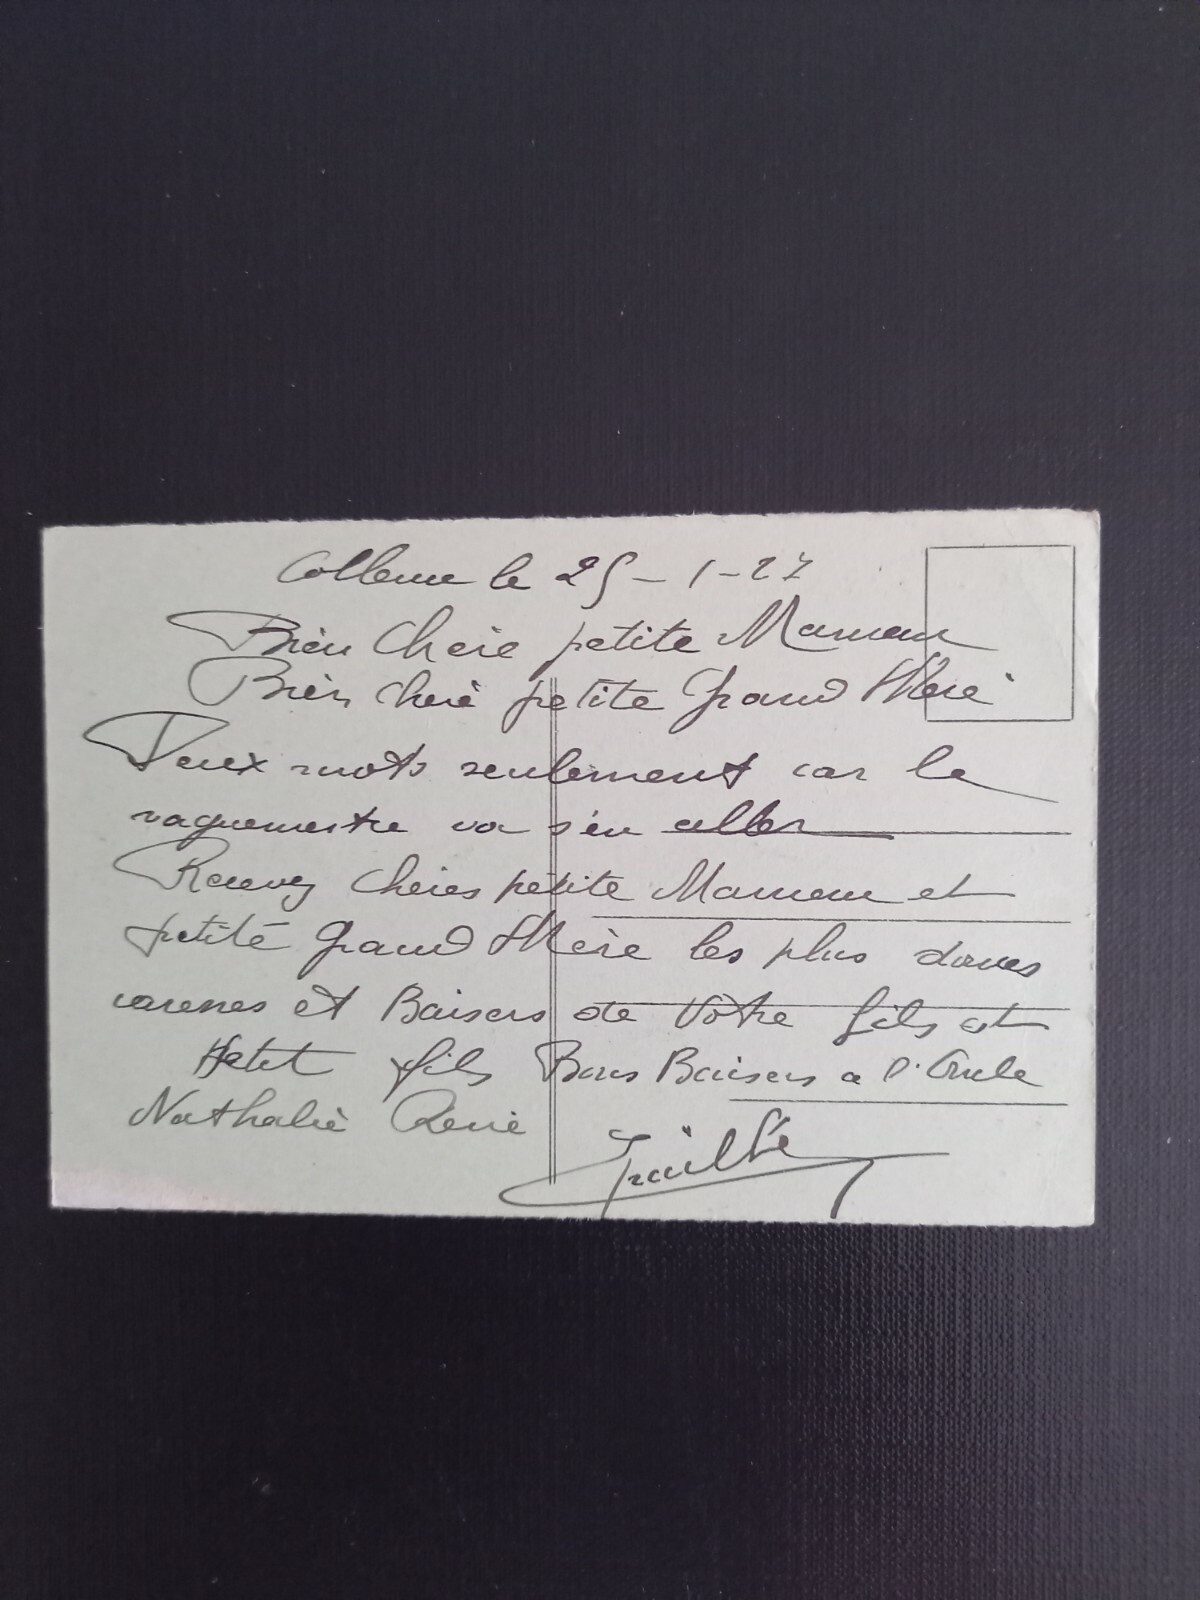 le 25-1-27
Bien Chère petite Maman
Bien chère petite Grand Mère
Deux mots seulement car le
vaguemestre va s'en aller
Recevez Chères petite Maman et
petite Grand Mère les plus douces
caresses et Baisers de Votre fils et
Petit fils Bons Baisers a l'Oncle
Nathalie René